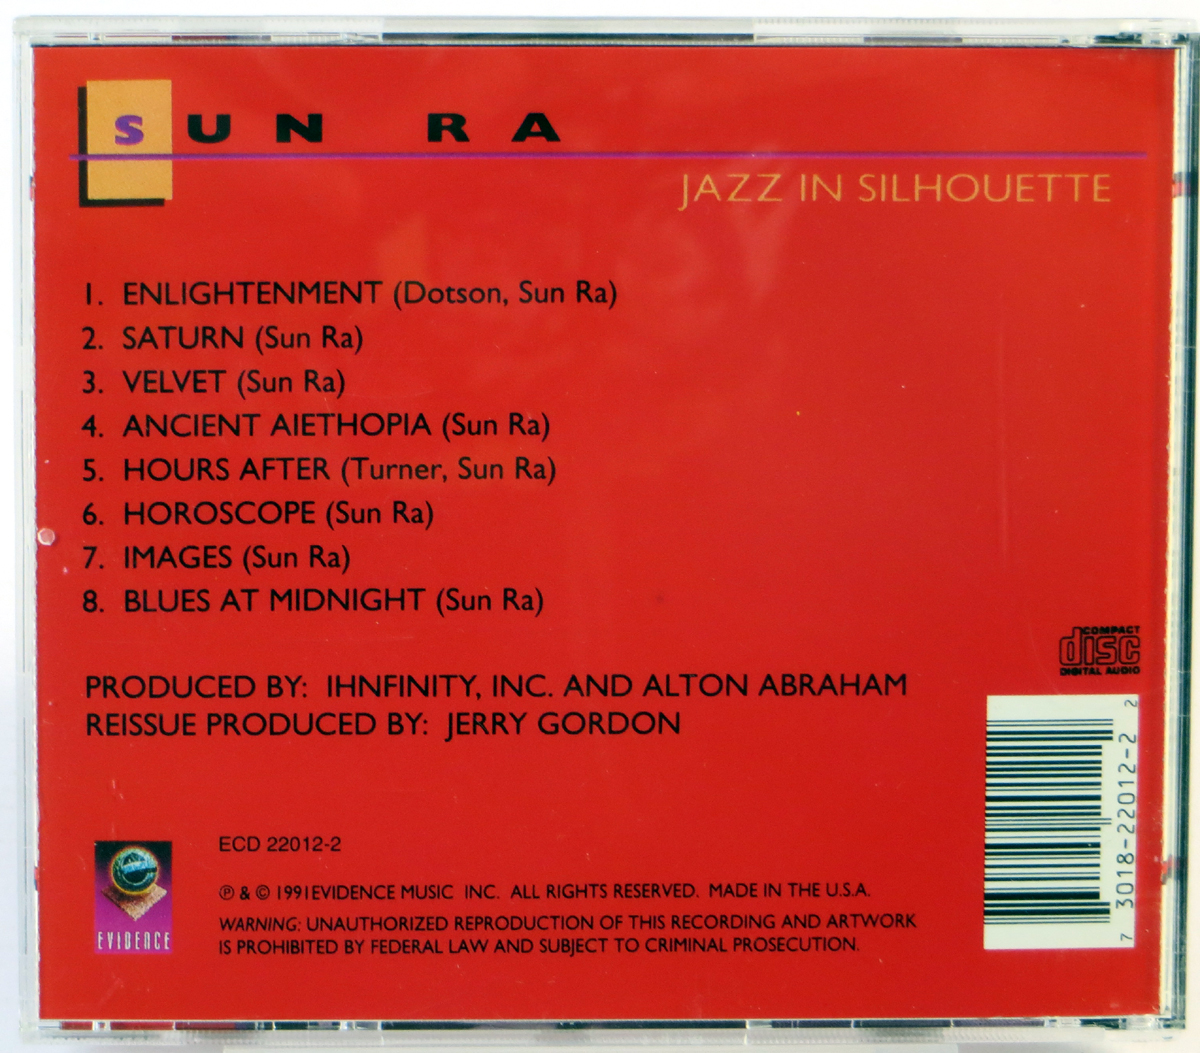 SUN RA
JAZZ IN SILHOUETTE
1. ENLIGHTENMENT (Dotson, Sun Ra)
2. SATURN (Sun Ra)
3. VELVET (Sun Ra)
4. ANCIENT AIETHOPIA (Sun Ra)
5. HOURS AFTER (Turner, Sun Ra)
6. HOROSCOPE (Sun Ra)
7. IMAGES (Sun Ra)
8. BLUES AT MIDNIGHT (Sun Ra)
PRODUCED BY: IHNFINITY, INC. AND ALTON ABRAHAM
REISSUE PRODUCED BY: JERRY GORDON
COMPACT
disc
DIGITAL AUDIO
7 3018-22012-2 2
ECD 22012-2
℗ & © 1991EVIDENCE MUSIC INC. ALL RIGHTS RESERVED. MADE IN THE U.S.A.
WARNING: UNAUTHORIZED REPRODUCTION OF THIS RECORDING AND ARTWORK
IS PROHIBITED BY FEDERAL LAW AND SUBJECT TO CRIMINAL PROSECUTION.
EVIDENCE